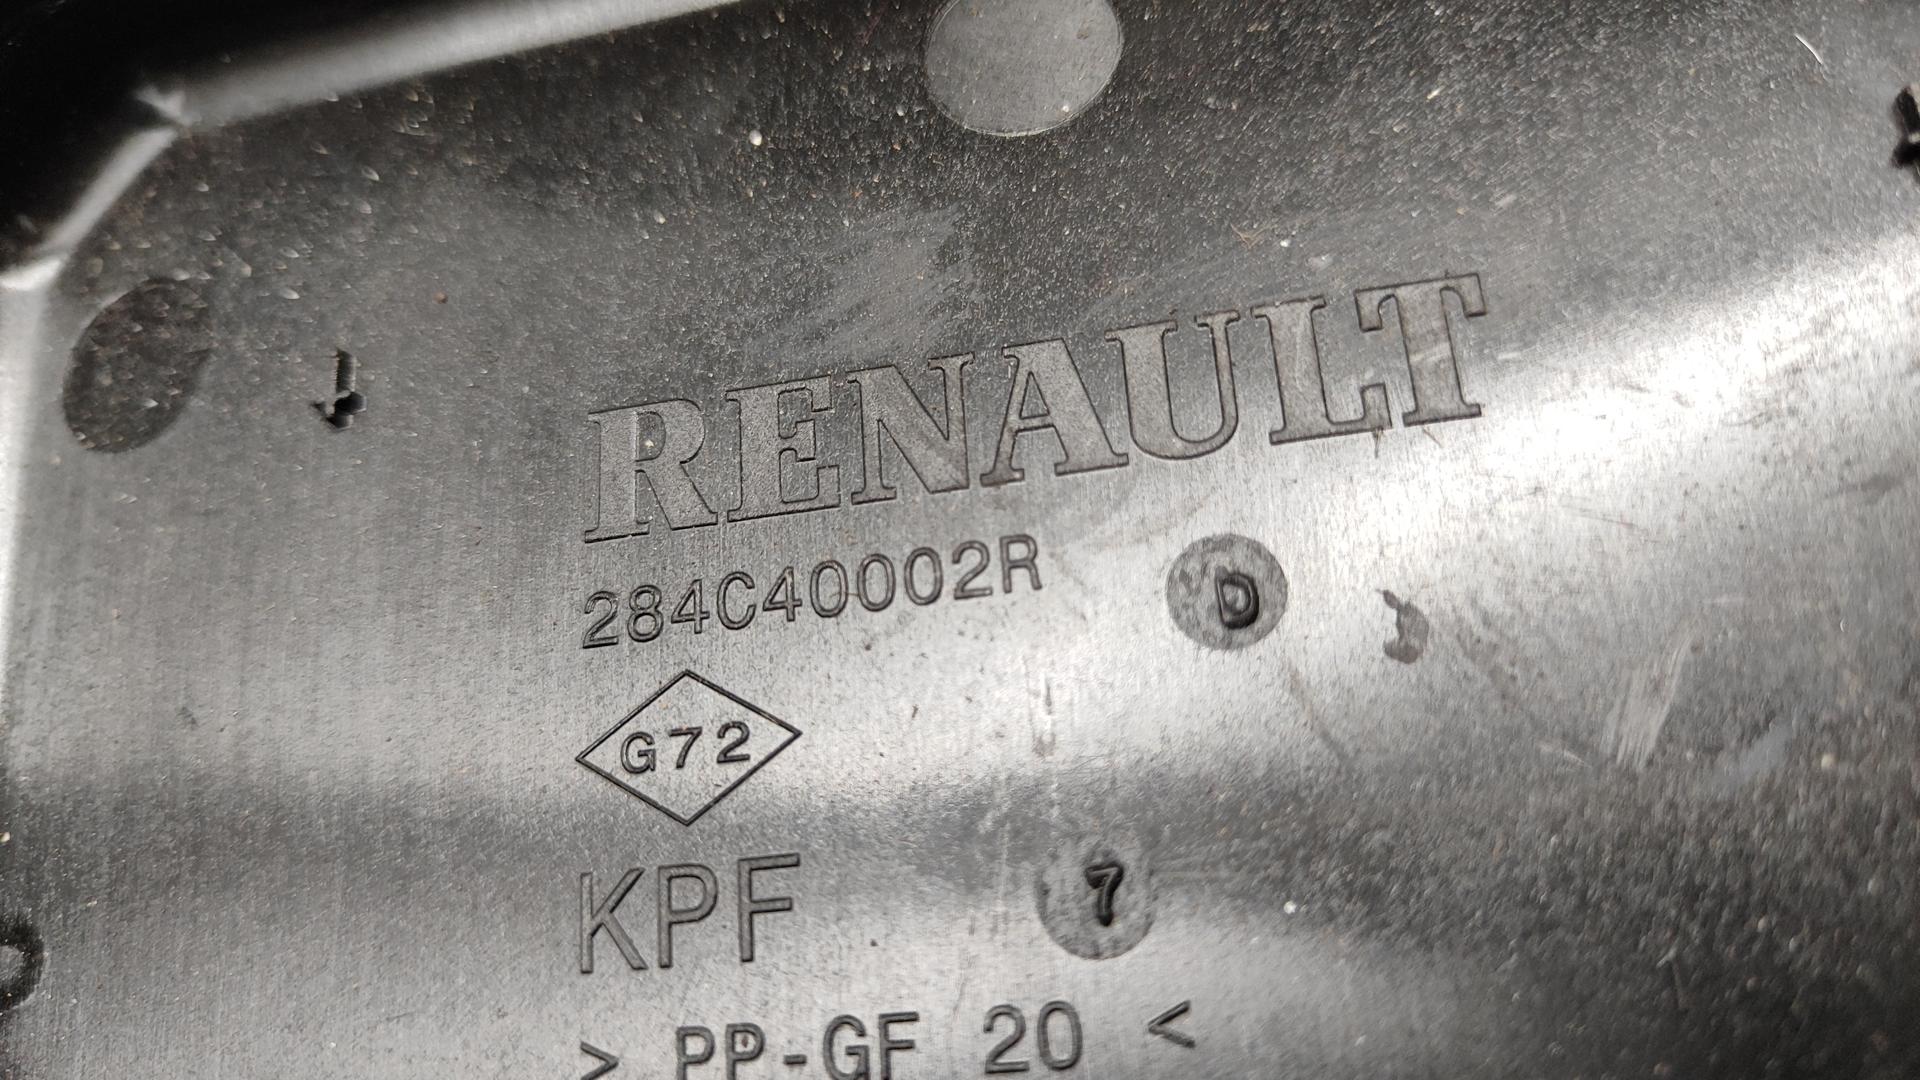 RENAULT
284C40002R D
G72
KPF 7
> PP-GF 20 <